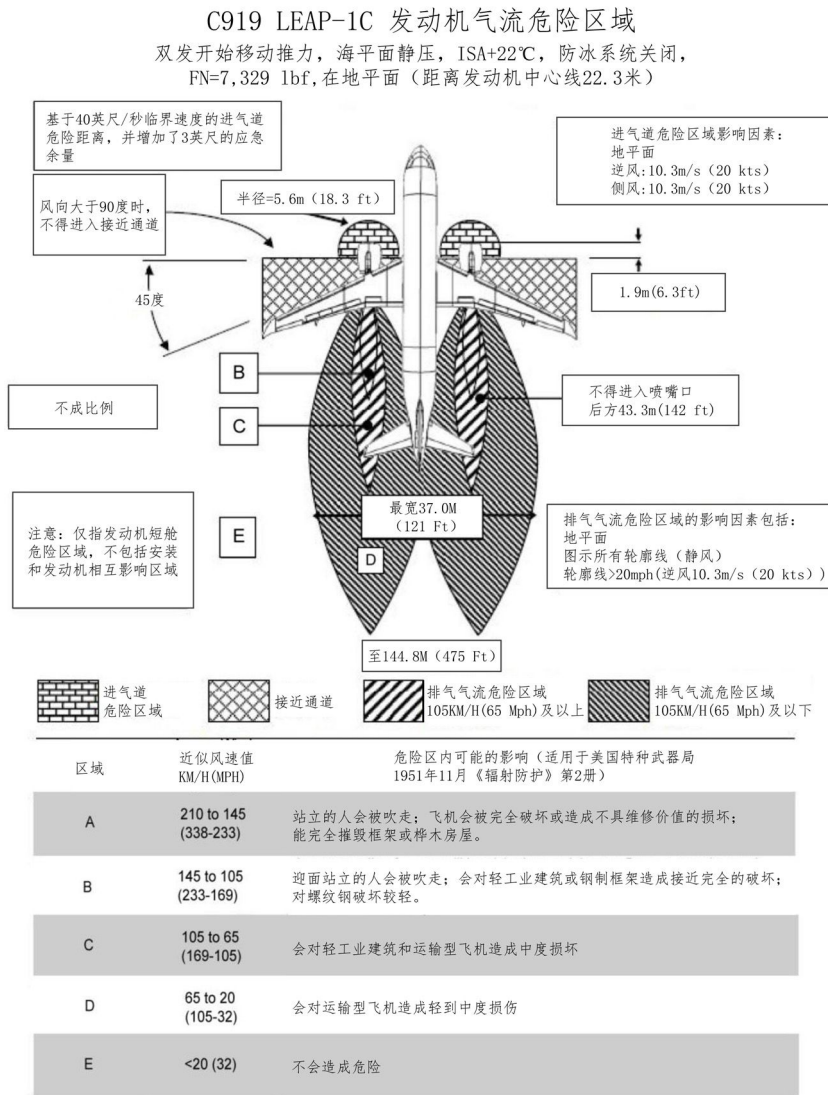 C919 LEAP-1C 发动机气流危险区域
双发开始移动推力，海平面静压，ISA+22℃，防冰系统关闭，
FN=7,329 lbf,在地平面（距离发动机中心线22.3米）
基于40英尺/秒临界速度的进气道
危险距离，并增加了3英尺的应急
余量
进气道危险区域影响因素：
地平面
逆风:10.3m/s（20 kts）
侧风:10.3m/s（20 kts）
风向大于90度时，
不得进入接近通道
半径=5.6m（18.3 ft）
1.9m(6.3ft)
45度
B
不成比例
C
不得进入喷嘴口
后方43.3m(142 ft)
注意：仅指发动机短舱
危险区域，不包括安装
和发动机相互影响区域
E
最宽37.0M
（121 Ft）
D
排气气流危险区域的影响因素包括：
地平面
图示所有轮廓线（静风）
轮廓线>20mph(逆风10.3m/s（20 kts）)
至144.8M（475 Ft）
进气道
危险区域
接近通道
排气气流危险区域
105KM/H(65 Mph)及以上
排气气流危险区域
105KM/H(65 Mph)及以下
区域
近似风速值
KM/H(MPH)
危险区内可能的影响（适用于美国特种武器局
1951年11月《辐射防护》第2册）
A
210 to 145
(338-233)
站立的人会被吹走；飞机会被完全破坏或造成不具维修价值的损坏；
能完全摧毁框架或桦木房屋。
B
145 to 105
(233-169)
迎面站立的人会被吹走；会对轻工业建筑或钢制框架造成接近完全的破坏；
对螺纹钢破坏较轻。
C
105 to 65
(169-105)
会对轻工业建筑和运输型飞机造成中度损坏
D
65 to 20
(105-32)
会对运输型飞机造成轻到中度损伤
E
<20 (32)
不会造成危险